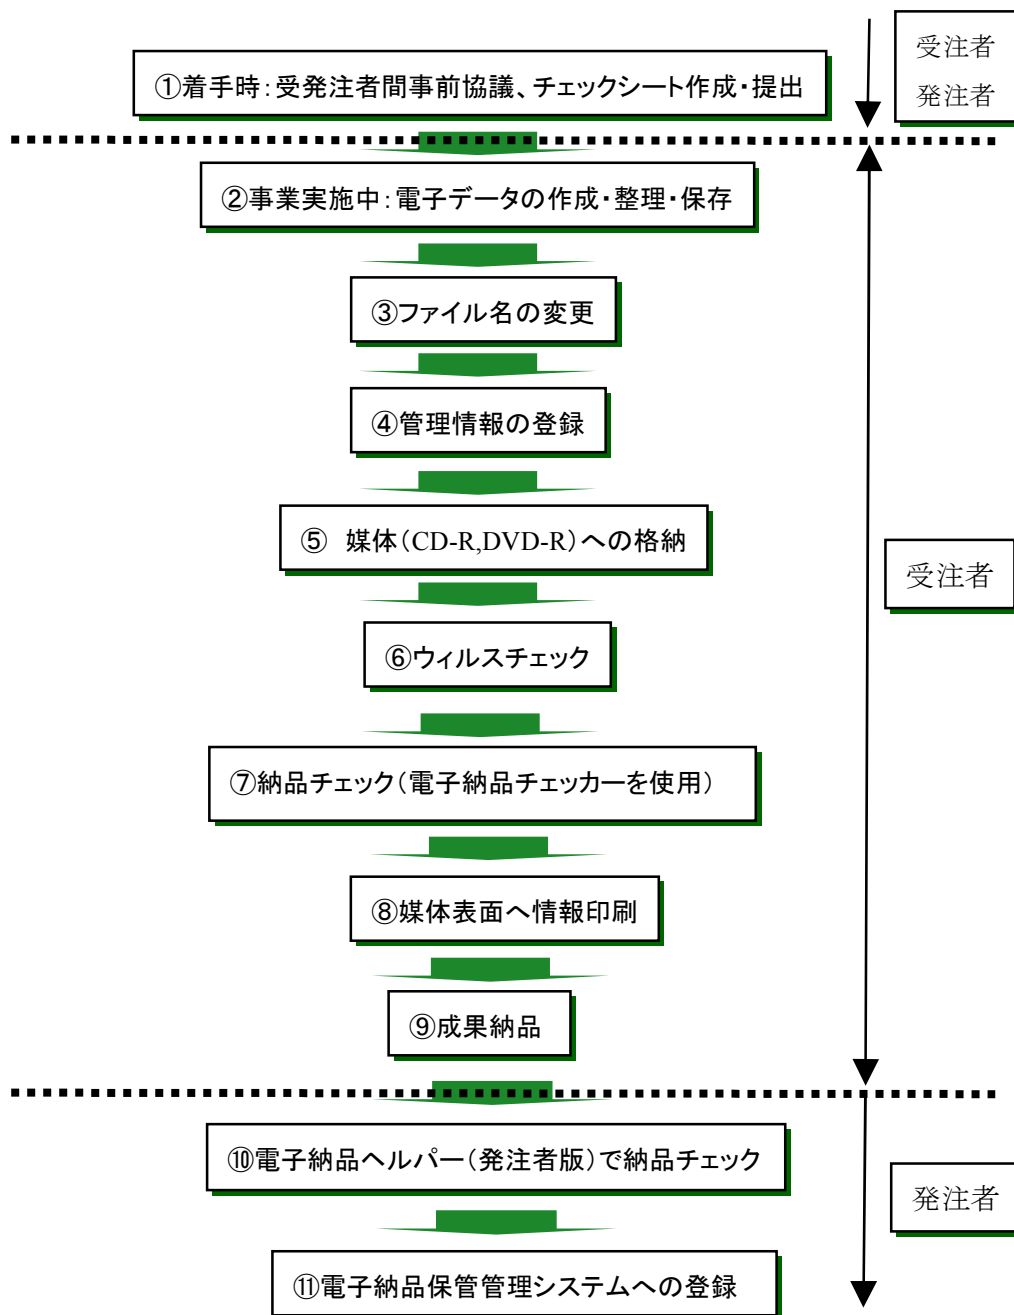 受注者
発注者
①着手時：受発注者間事前協議、チェックシート作成・提出
②事業実施中：電子データの作成・整理・保存
③ファイル名の変更
④管理情報の登録
⑤　媒体（CD-R,DVD-R）への格納
受注者
⑥ウィルスチェック
⑦納品チェック（電子納品チェッカーを使用）
⑧媒体表面へ情報印刷
⑨成果納品
⑩電子納品ヘルパー（発注者版）で納品チェック
発注者
⑪電子納品保管管理システムへの登録